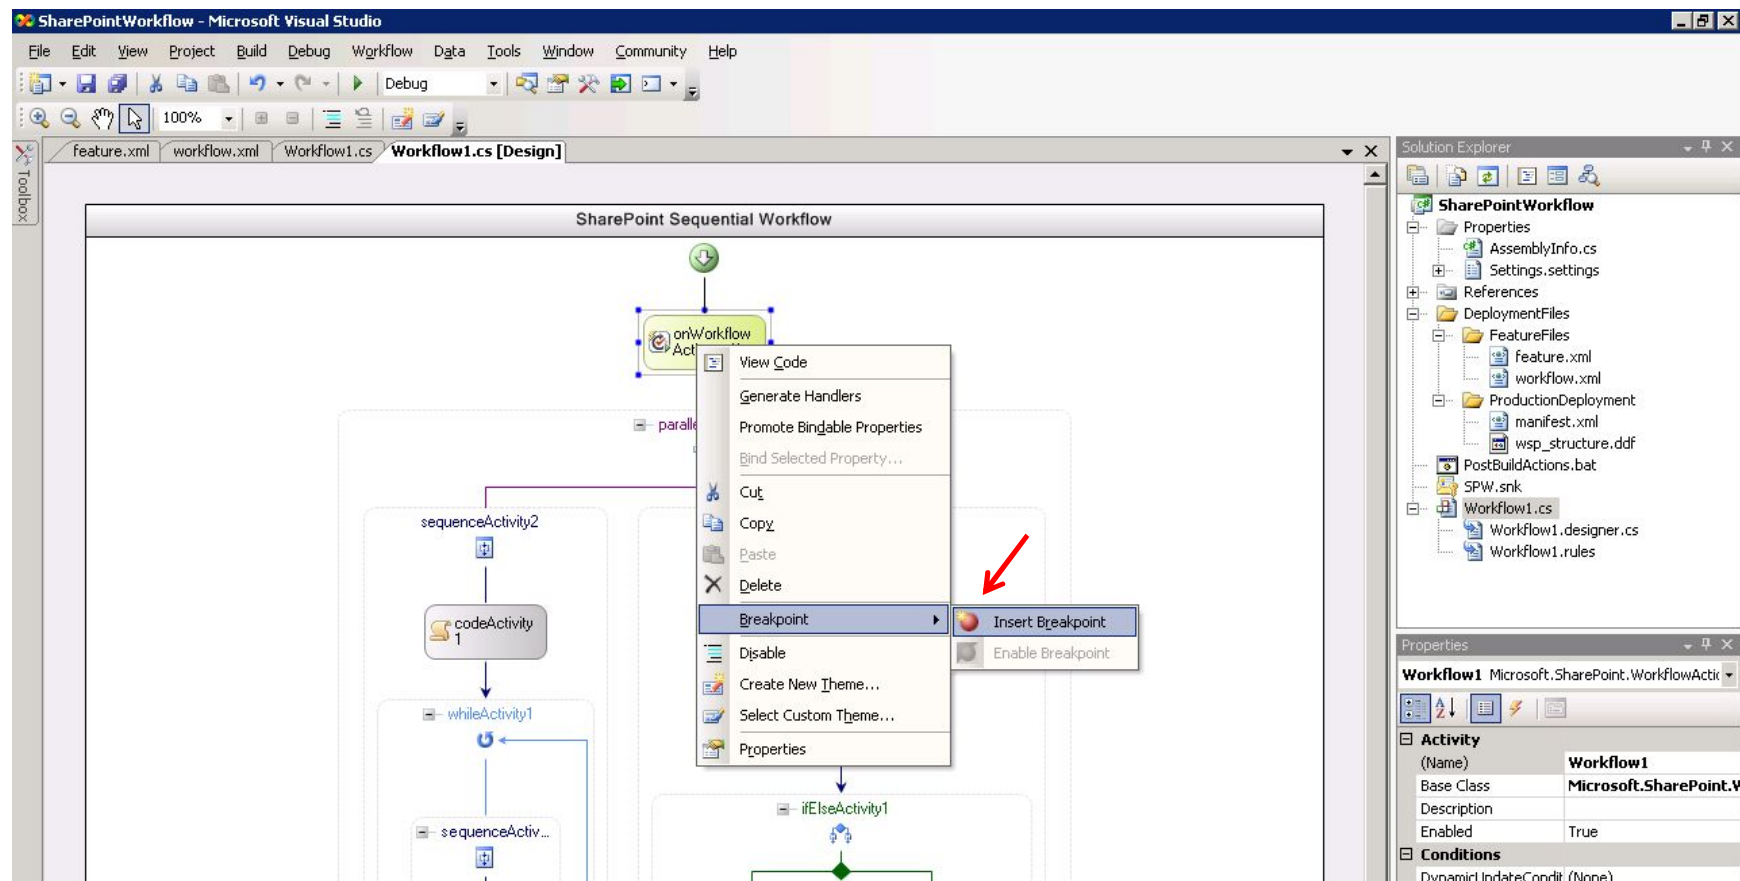 SharePointWorkflow - Microsoft Visual Studio
File Edit View Project Build Debug Workflow Data Tools Window Community Help
Debug
100%
feature.xml workflow.xml Workflow1.cs Workflow1.cs [Design]
Toolbox
SharePoint Sequential Workflow
onWorkflow
View Code
Generate Handlers
Promote Bindable Properties
Bind Selected Property...
Cut
Copy
Paste
Delete
Breakpoint
Insert Breakpoint
Enable Breakpoint
Disable
Create New Theme...
Select Custom Theme...
Properties
sequenceActivity2
codeActivity
1
whileActivity1
sequenceActiv...
ifElseActivity1
Solution Explorer
SharePointWorkflow
Properties
AssemblyInfo.cs
Settings.settings
References
DeploymentFiles
FeatureFiles
feature.xml
workflow.xml
ProductionDeployment
manifest.xml
wsp_structure.ddf
PostBuildActions.bat
SPW.snk
Workflow1.cs
Workflow1.designer.cs
Workflow1.rules
Properties
Workflow1 Microsoft.SharePoint.WorkflowActic
Activity
(Name) Workflow1
Base Class Microsoft.SharePoint.W
Description
Enabled True
Conditions
DynamicUpdateCondit (None)